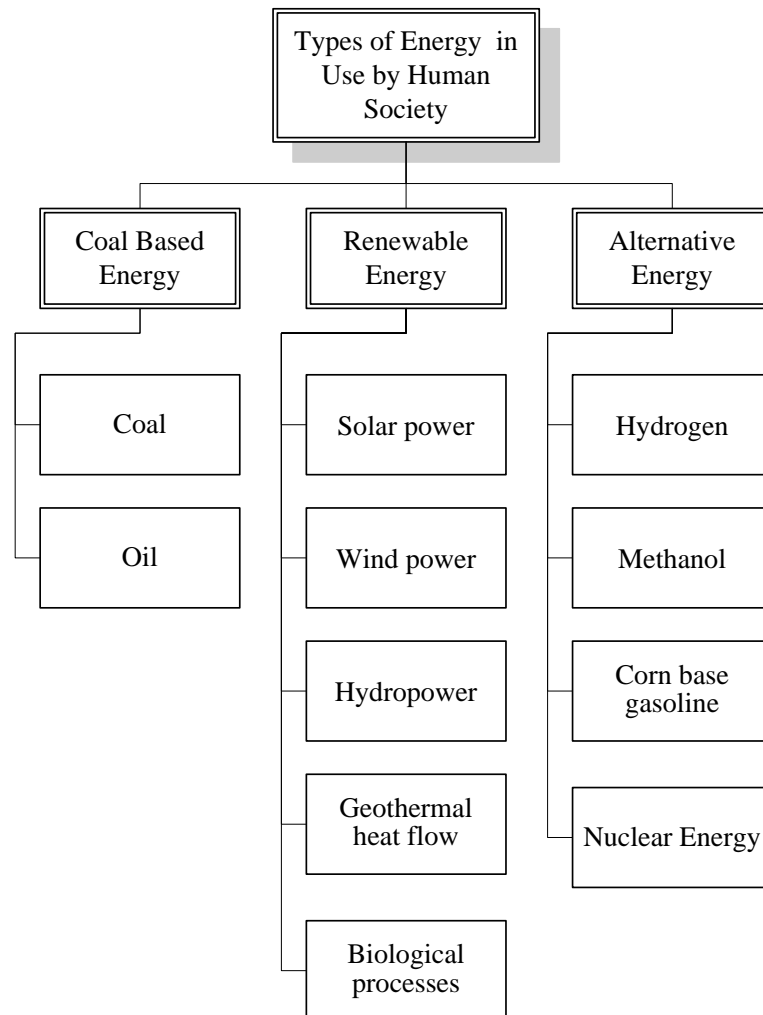 Types of Energy in
Use by Human
Society
Coal Based
Energy
Renewable
Energy
Alternative
Energy
Coal
Oil
Solar power
Wind power
Hydropower
Geothermal
heat flow
Biological
processes
Hydrogen
Methanol
Corn base
gasoline
Nuclear Energy